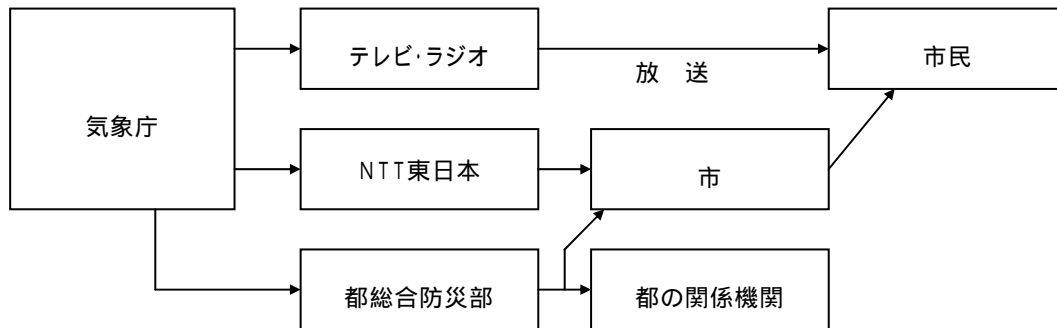 テレビ・ラジオ
放　送
市民
気象庁
NTT東日本
市
都総合防災部
都の関係機関